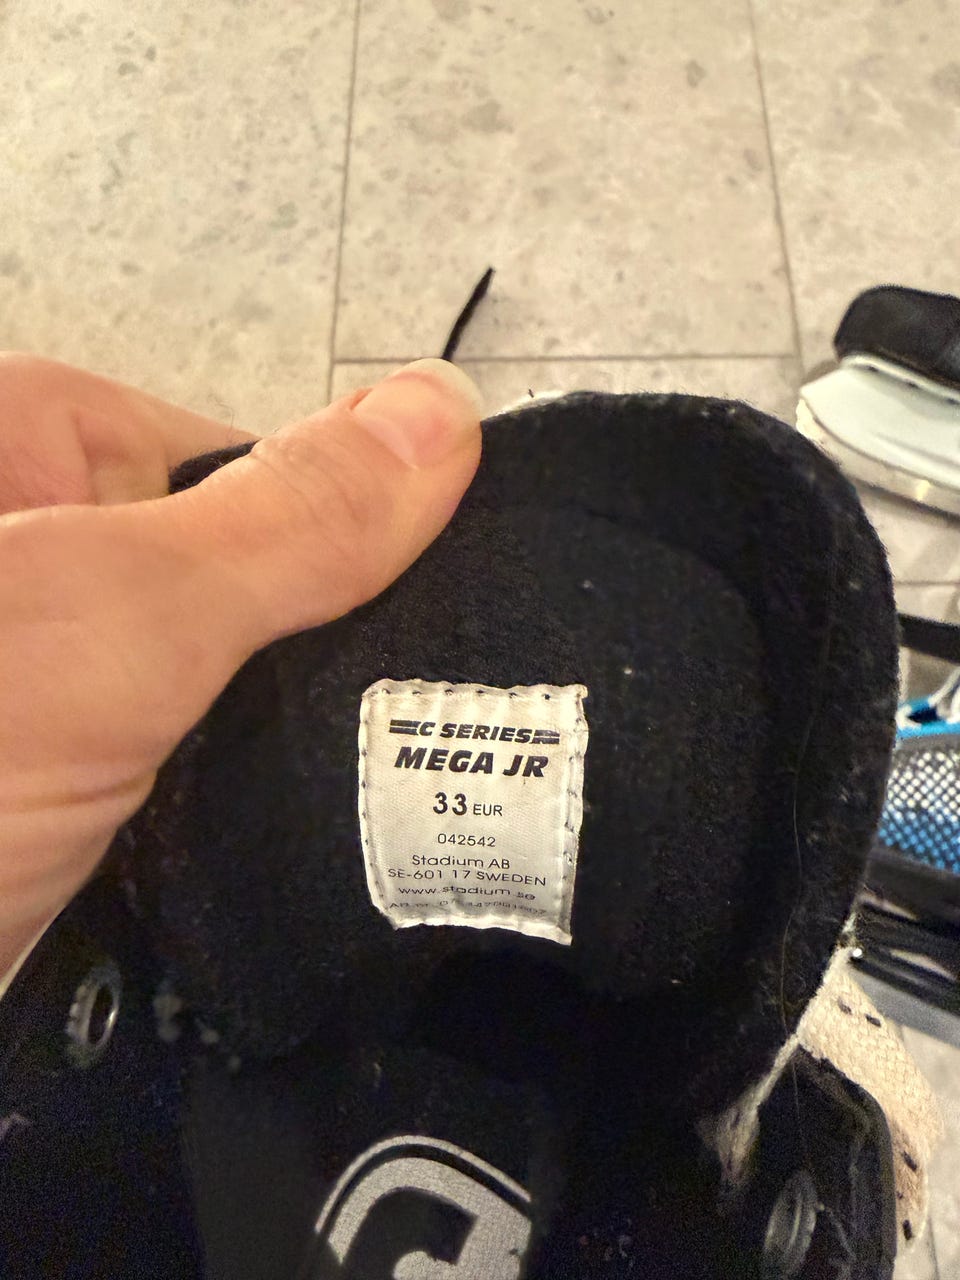 C SERIES
MEGA JR
33 EUR
042542
Stadium AB
SE-601 17 SWEDEN
www.stadium.se